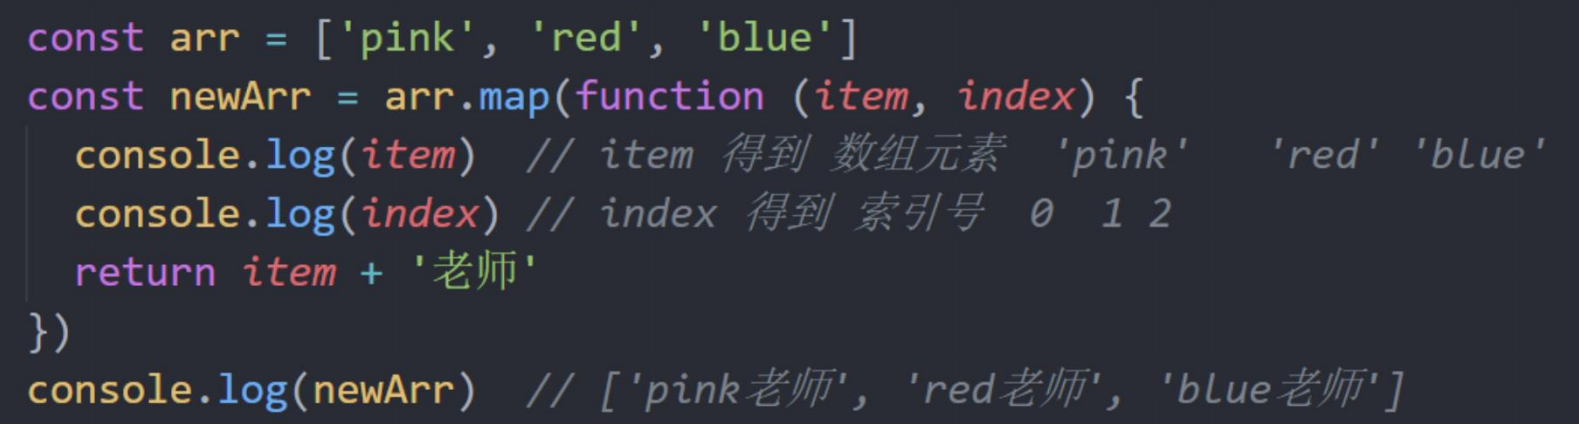 const arr = ['pink', 'red', 'blue']
const newArr = arr.map(function (item, index) {
  console.log(item)  // item 得到 数组元素  'pink'   'red' 'blue'
  console.log(index) // index 得到 索引号  0  1 2
  return item + '老师'
})
console.log(newArr)  // ['pink老师', 'red老师', 'blue老师']